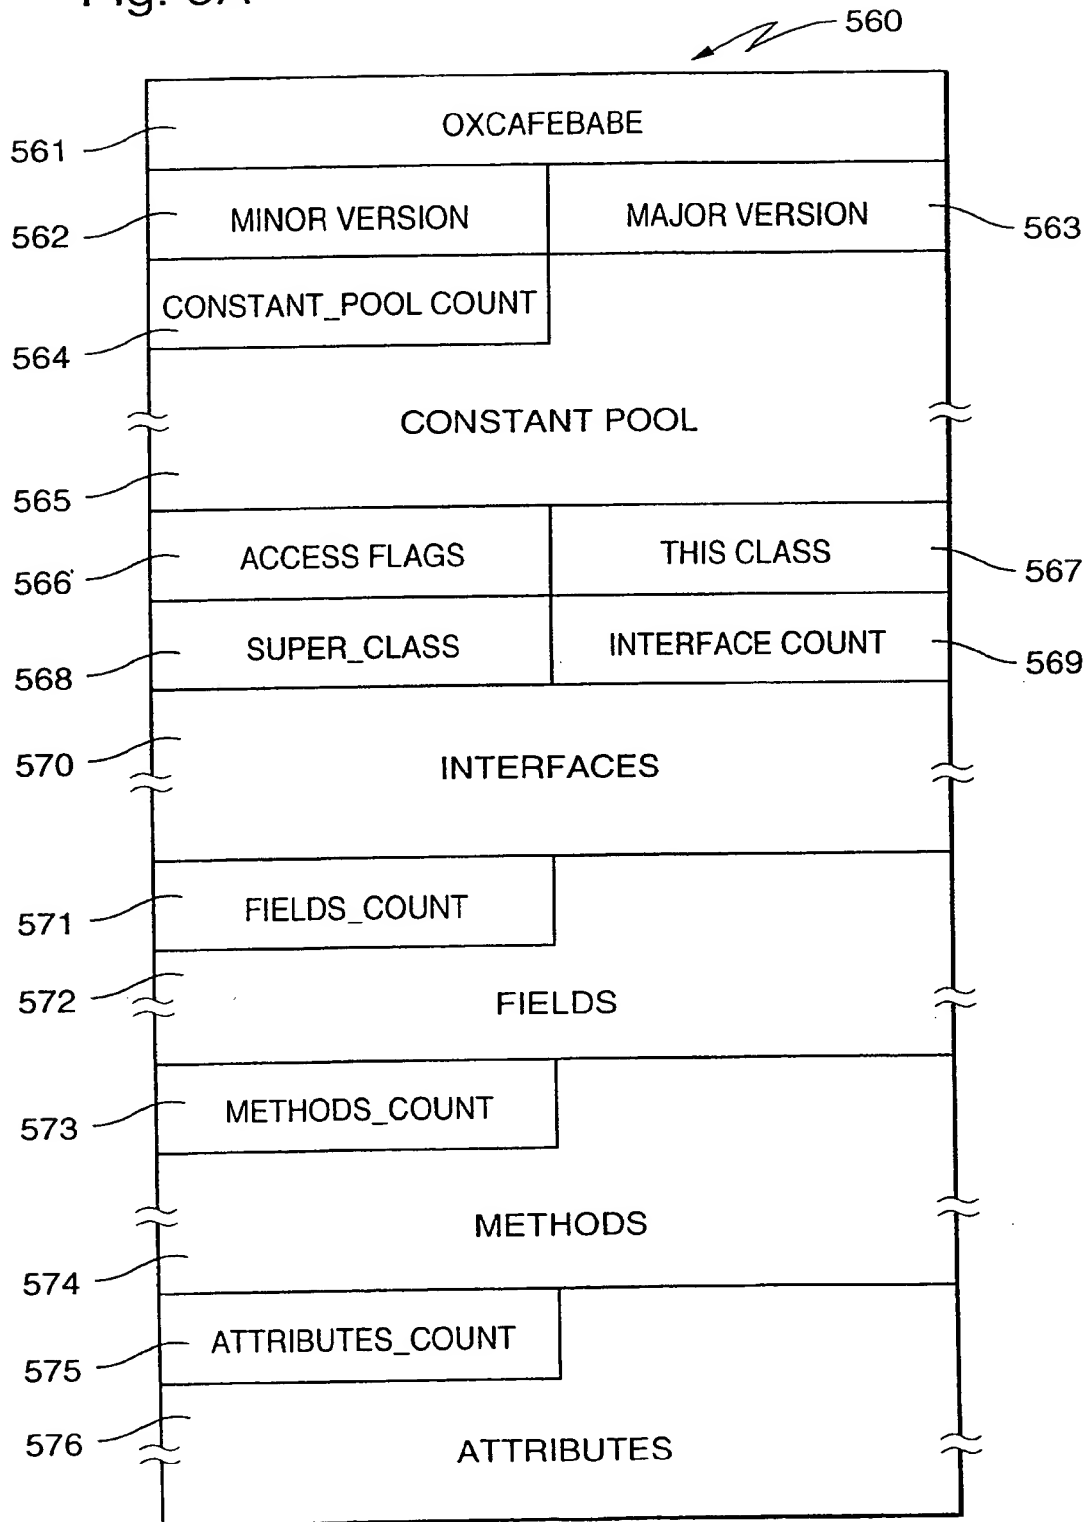 560
OXCAFEBABE
561
MINOR VERSION
MAJOR VERSION
562
563
CONSTANT_POOL COUNT
564
CONSTANT POOL
565
ACCESS FLAGS
THIS CLASS
566
567
SUPER_CLASS
INTERFACE COUNT
568
569
570
INTERFACES
571
FIELDS_COUNT
572
FIELDS
573
METHODS_COUNT
METHODS
574
ATTRIBUTES_COUNT
575
576
ATTRIBUTES